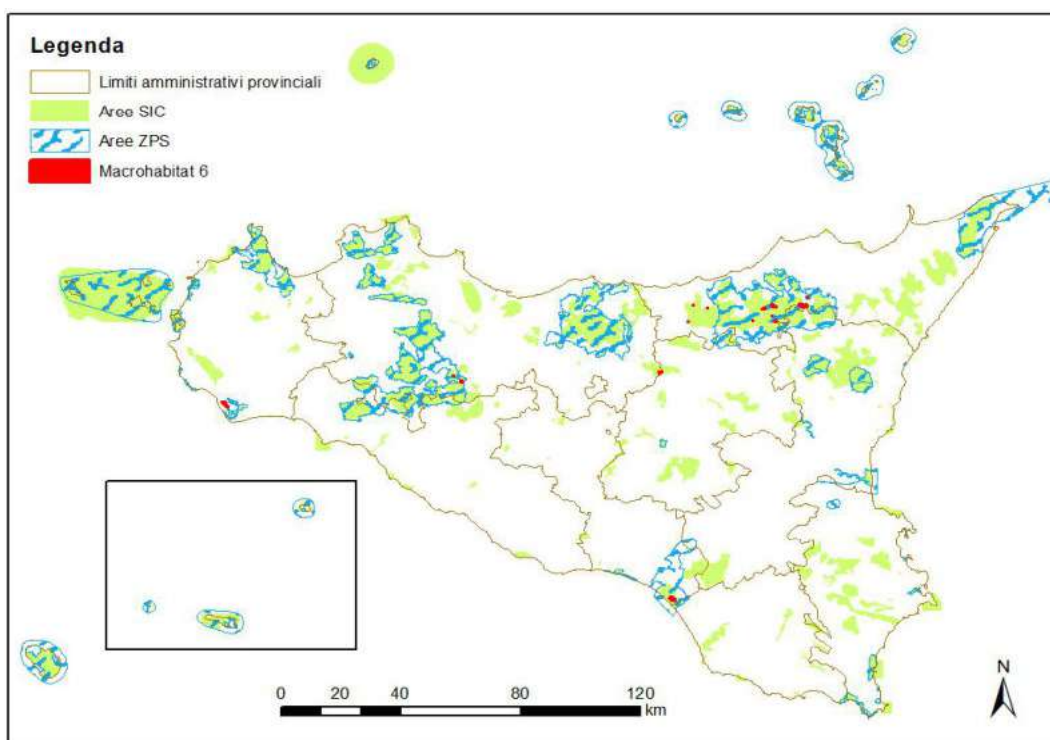 Legenda
Limiti amministrativi provinciali
Aree SIC
Aree ZPS
Macrohabitat 6
N
0 20 40 80 120
km